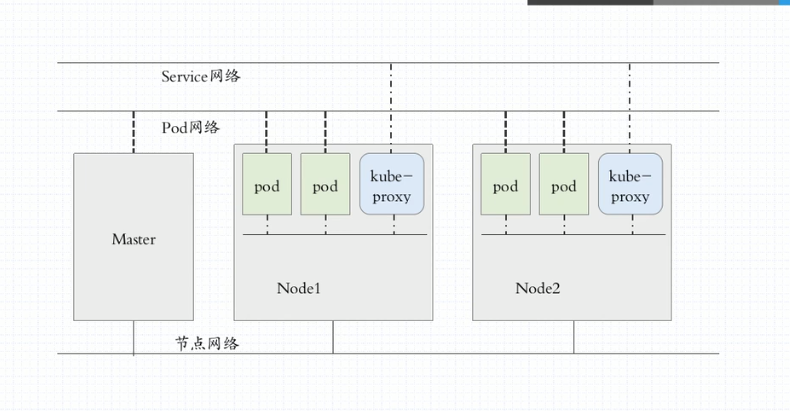 Service网络
Pod网络
Master
pod
pod
kube-
proxy
Node1
pod
pod
kube-
proxy
Node2
节点网络